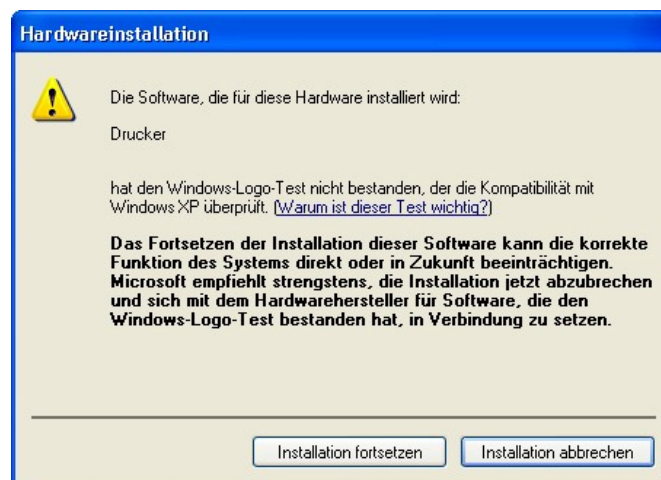 Hardwareinstallation
Die Software, die für diese Hardware installiert wird:
Drucker
hat den Windows-Logo-Test nicht bestanden, der die Kompatibilität mit
Windows XP überprüft. (Warum ist dieser Test wichtig?)
Das Fortsetzen der Installation dieser Software kann die korrekte
Funktion des Systems direkt oder in Zukunft beeinträchtigen.
Microsoft empfiehlt strengstens, die Installation jetzt abzubrechen
und sich mit dem Hardwarehersteller für Software, die den
Windows-Logo-Test bestanden hat, in Verbindung zu setzen.
Installation fortsetzen Installation abbrechen